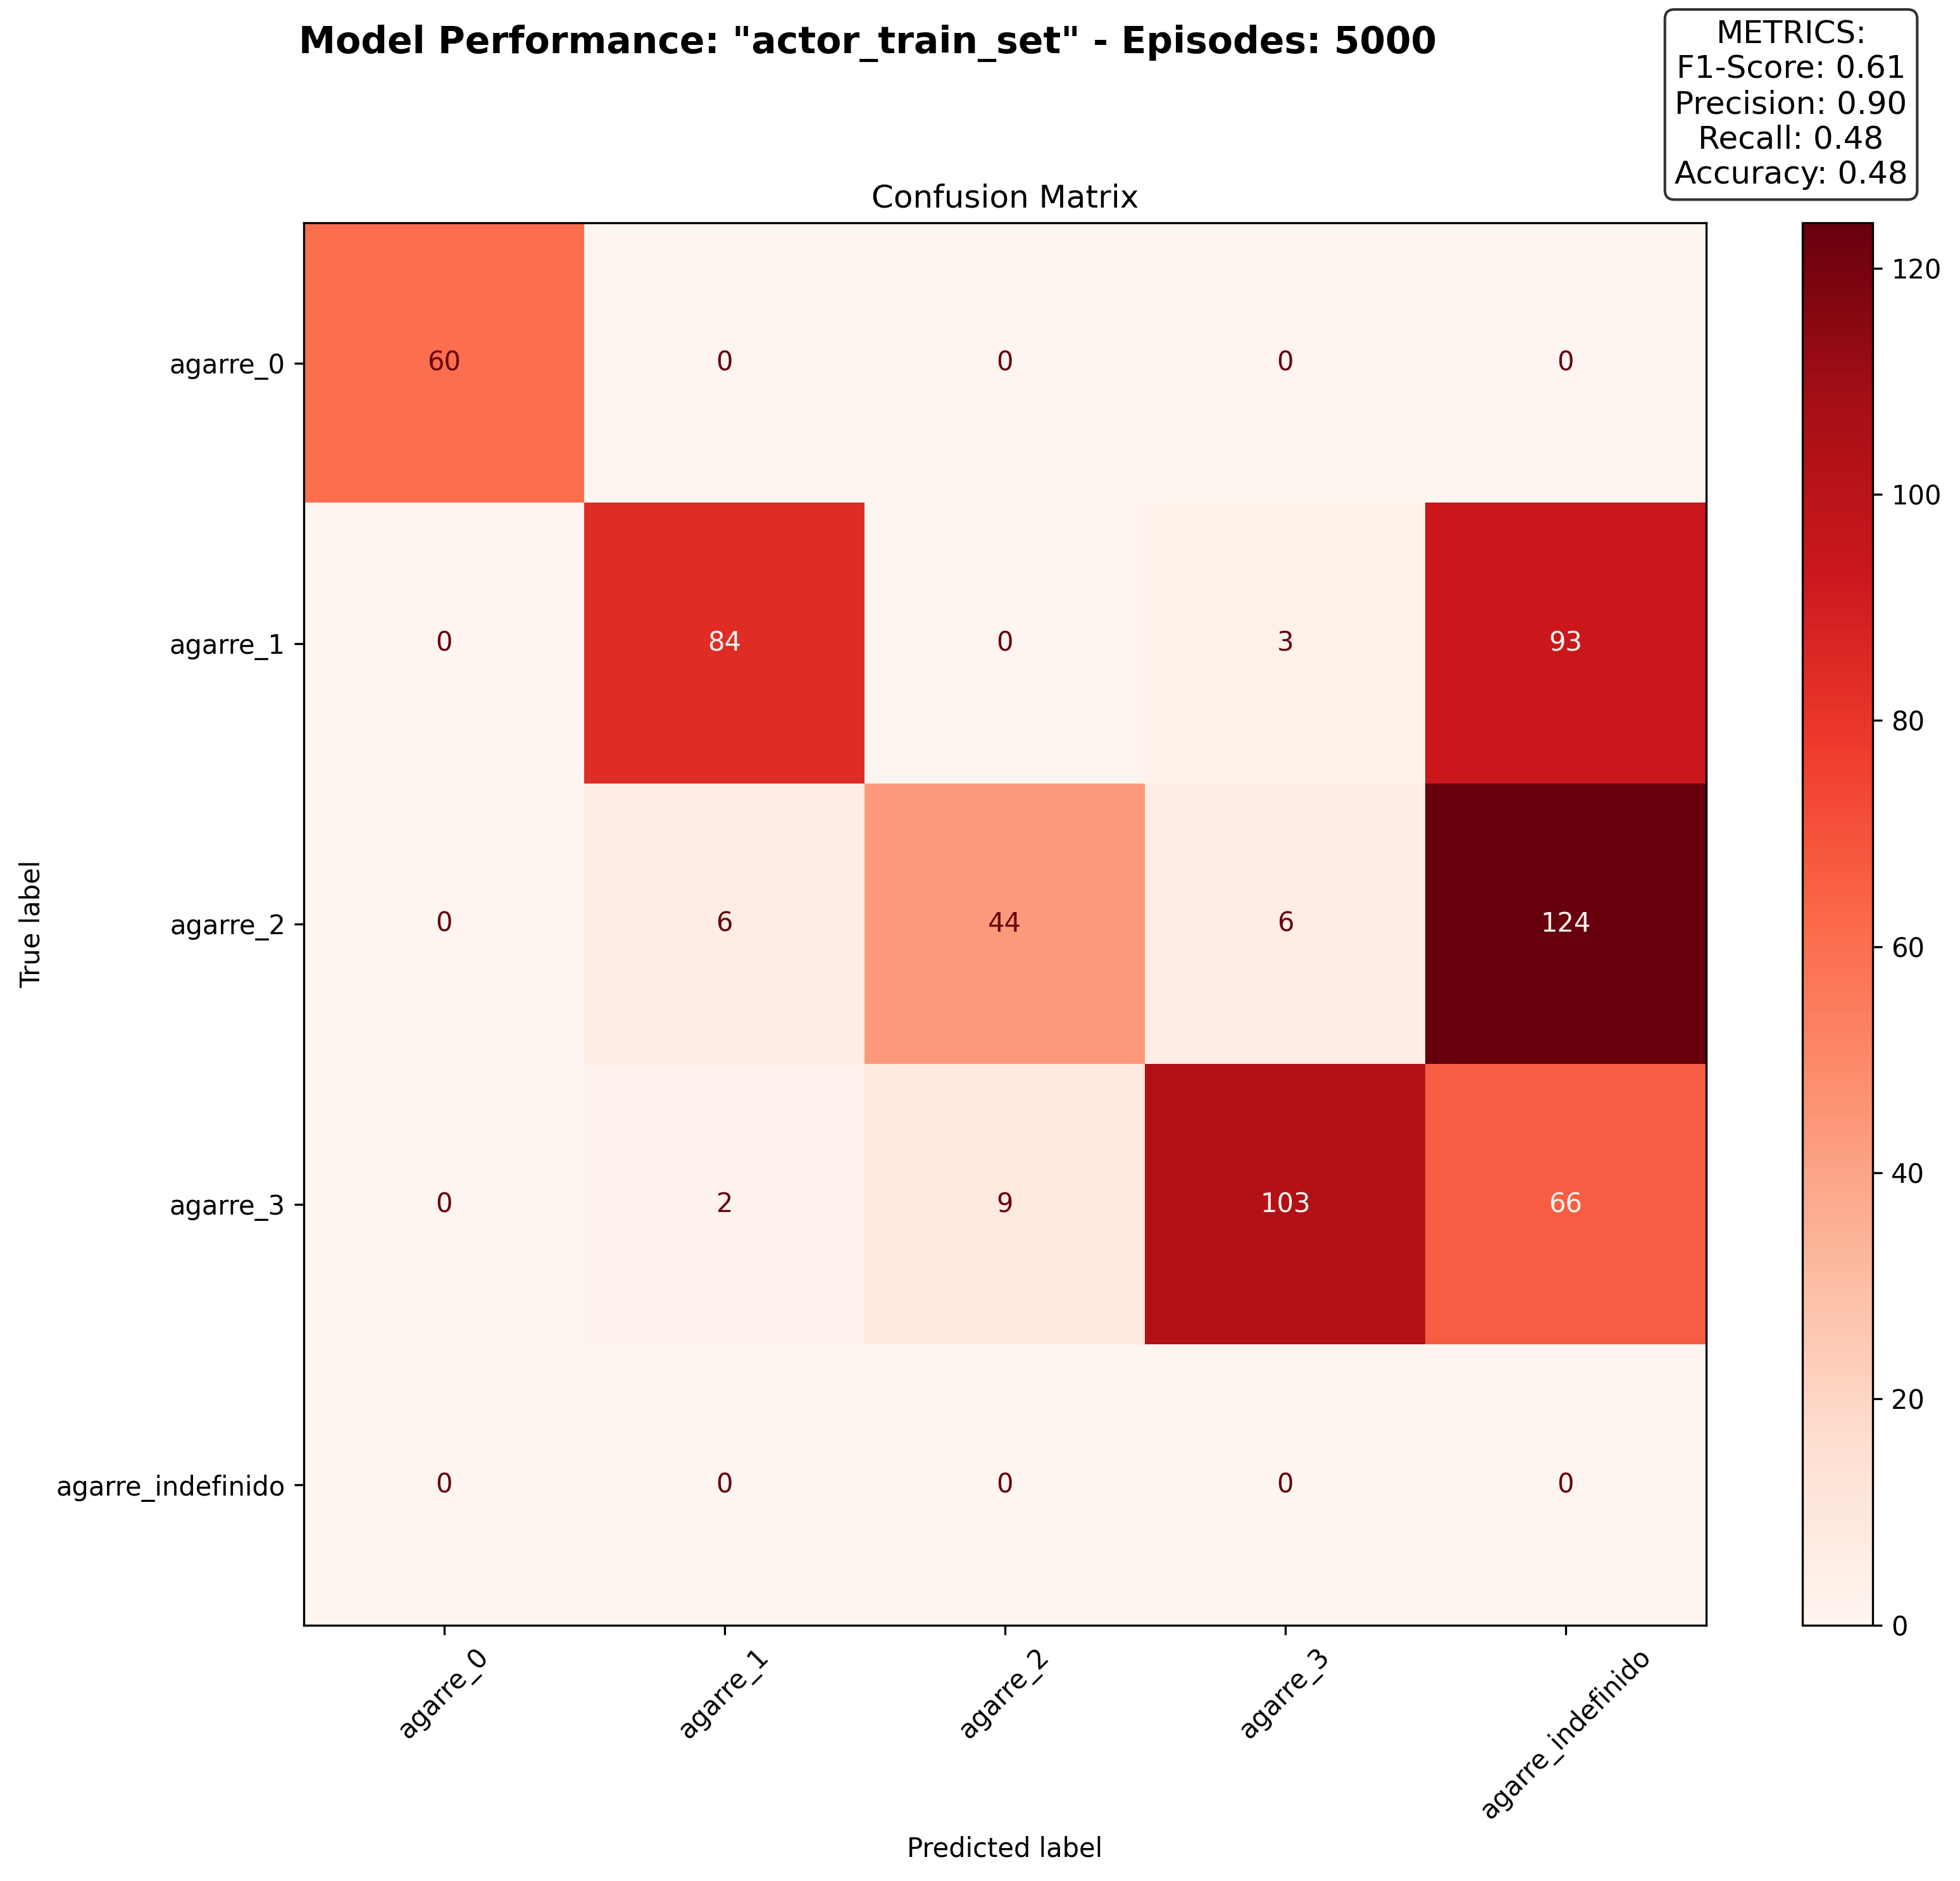 Model Performance: "actor_train_set" - Episodes: 5000
METRICS:
F1-Score: 0.61
Precision: 0.90
Recall: 0.48
Accuracy: 0.48
Confusion Matrix
True label
agarre_0
60 0 0 0 0
agarre_1
0 84 0 3 93
agarre_2
0 6 44 6 124
agarre_3
0 2 9 103 66
agarre_indefinido
0 0 0 0 0
agarre_0
agarre_1
agarre_2
agarre_3
agarre_indefinido
Predicted label
120
100
80
60
40
20
0